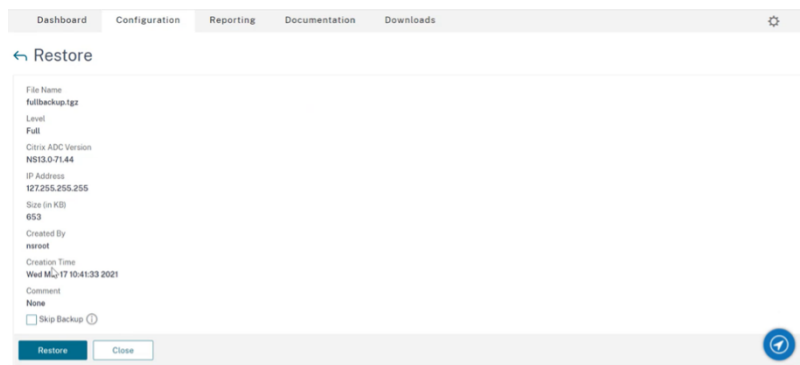 Dashboard Configuration Reporting Documentation Downloads
Restore
File Name
fullbackup.tgz
Level
Full
Citrix ADC Version
NS13.0-71.44
IP Address
127.255.255.255
Size (in KB)
653
Created By
nsroot
Creation Time
Wed 17 10:41:33 2021
Comment
None
Skip Backup
Restore Close